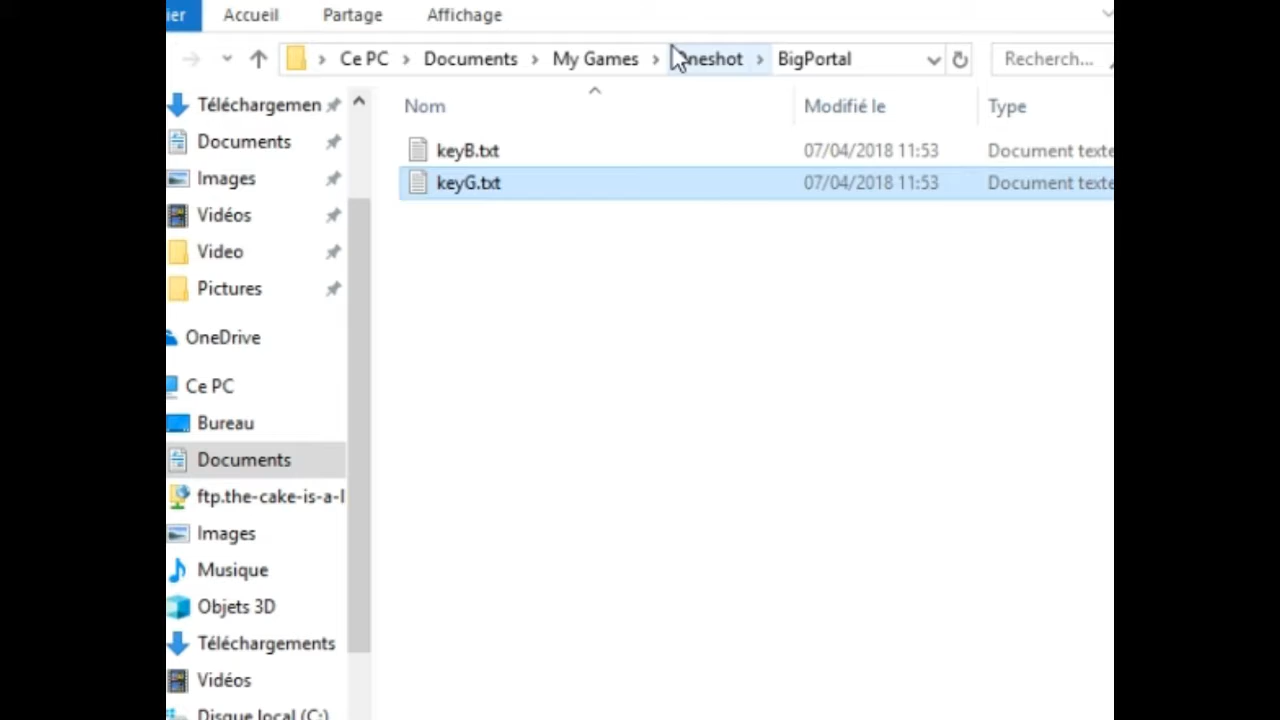 ier Accueil Partage Affichage
Ce PC > Documents > My Games > neshot > BigPortal Recherch...
Nom Modifié le Type
keyB.txt 07/04/2018 11:53 Document texte
keyG.txt 07/04/2018 11:53 Document texte
Téléchargemen
Documents
Images
Vidéos
Video
Pictures
OneDrive
Ce PC
Bureau
Documents
ftp.the-cake-is-a-l
Images
Musique
Objets 3D
Téléchargements
Vidéos
Disque local (C:)